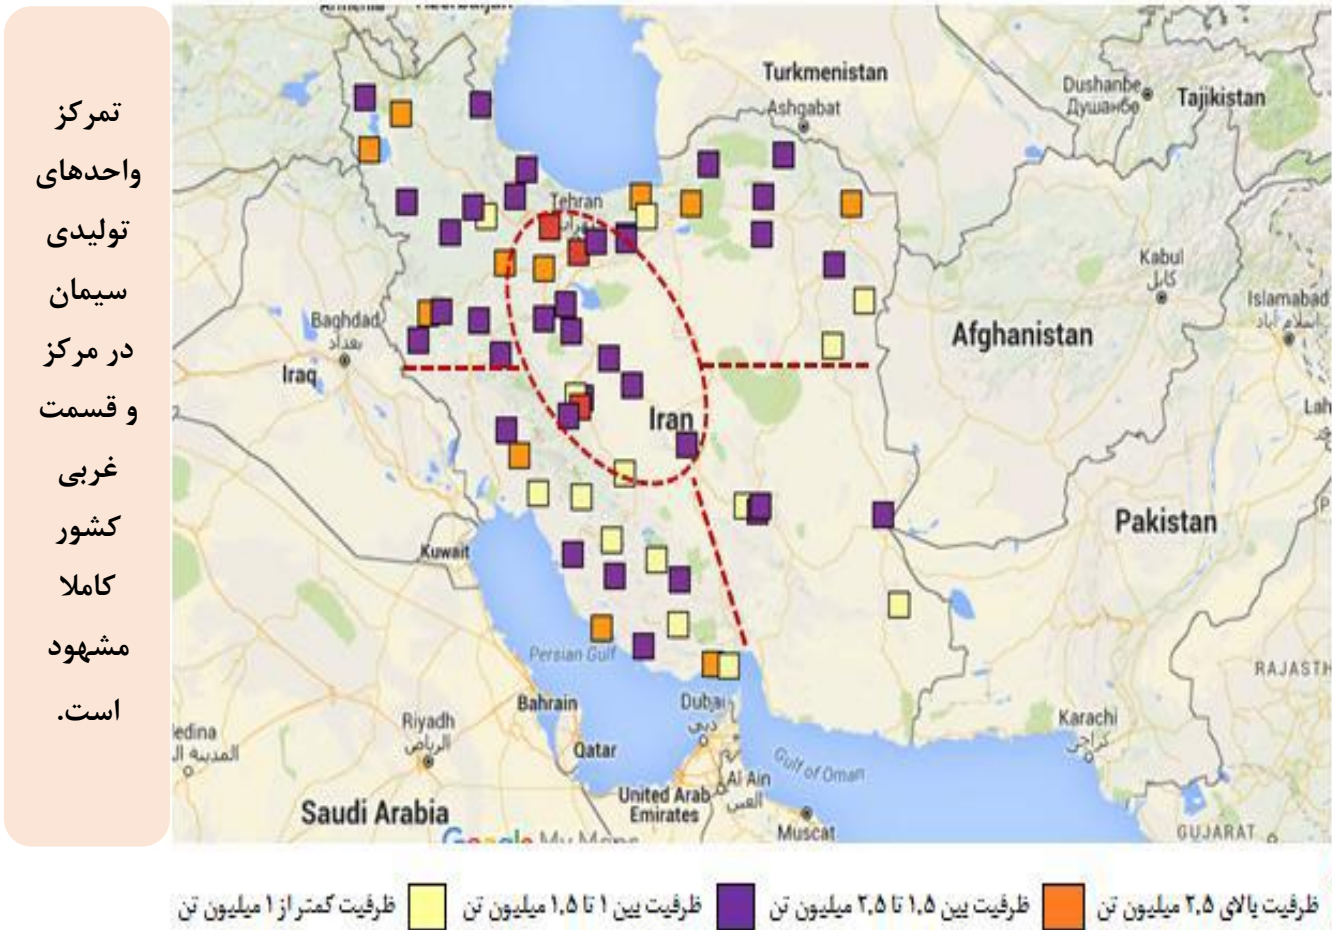 تمرکز
واحدهای
تولیدی
سیمان
در مرکز
و قسمت
غربی
کشور
کاملا
مشهود
است.
Turkmenistan
Ashgabat
Dushanbe
Душанбе
Tajikistan
Tehran
Kabul
کابل
Islamabad
اسلام آباد
Baghdad
بغداد
Afghanistan
Iraq
Iran
Pakistan
Kuwait
Persian Gulf
Bahrain
Dubai
دبي
Riyadh
الرياض
Qatar
Gulf of Oman
Karachi
کراچی
Al Ain
العين
United Arab
Emirates
Saudi Arabia
Muscat
GUJARAT
Google My Maps
ظرفیت بالای ۲,۵ میلیون تن
ظرفیت بین ۱,۵ تا ۲,۵ میلیون تن
ظرفیت بین ۱ تا ۱,۵ میلیون تن
ظرفیت کمتر از ۱ میلیون تن